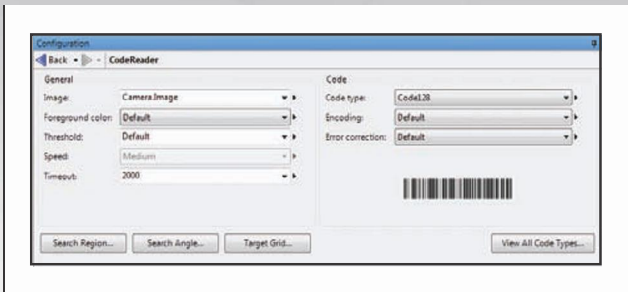 Configuration
Back CodeReader
General
Image: Camera.Image
Foreground color: Default
Threshold: Default
Speed: Medium
Timeout: 2000
Code
Code type: Code128
Encoding: Default
Error correction: Default
Search Region... Search Angle... Target Grid... View All Code Types...